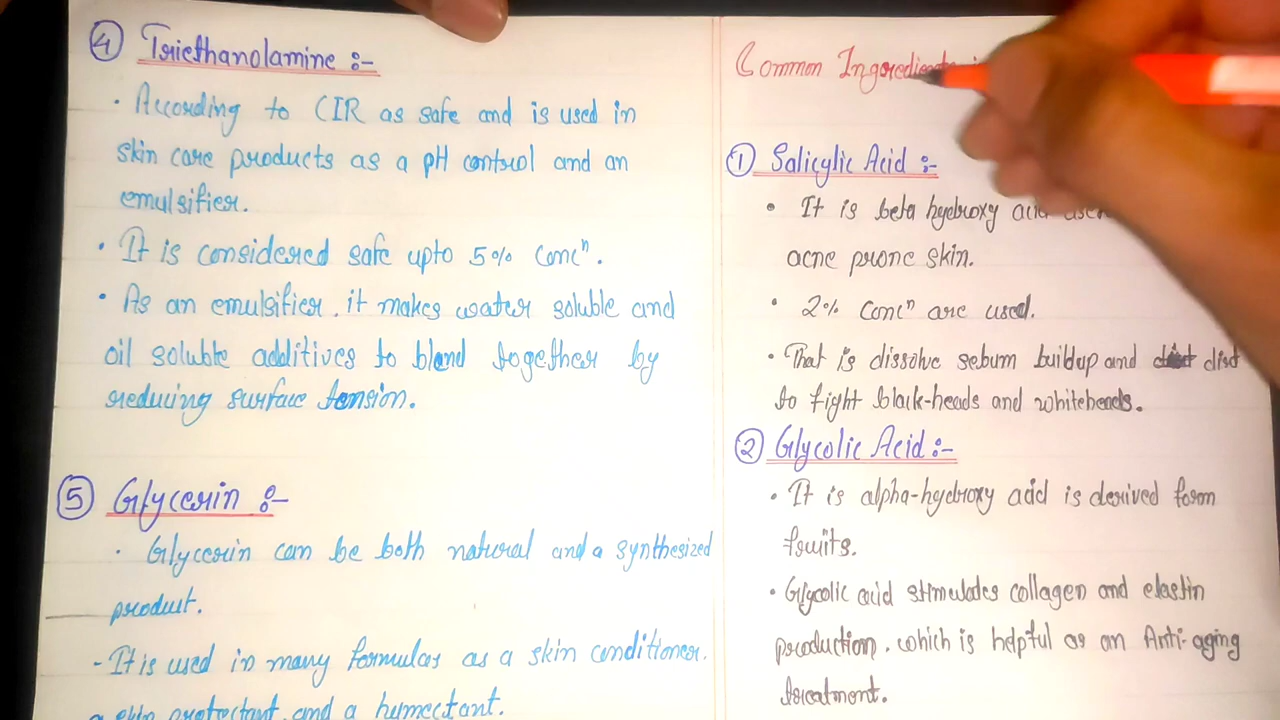 ④ Triethanolamine :-
· According to CIR as safe and is used in
skin care products as a pH control and an
emulsifier.
· It is considered safe upto 5% Concⁿ.
· As an emulsifier, it makes water soluble and
oil soluble additives to blend together by
reducing surface tension.
⑤ Glycerin :-
· Glycerin can be both natural and a synthesized
product.
- It is used in many formulas as a skin conditioner.
a skin protectant and a humectant.
Common Ingredients
① Salicylic Acid :-
• It is beta hydroxy acid
acne prone skin.
• 2% Concⁿ are used.
• That is dissolve sebum buildup and
to fight black-heads and whiteheads.
② Glycolic Acid :-
• It is alpha-hydroxy acid is derived form
fruits.
• Glycolic acid stimulades collagen and elastin
production. which is helpful as an Anti-aging
treatment.